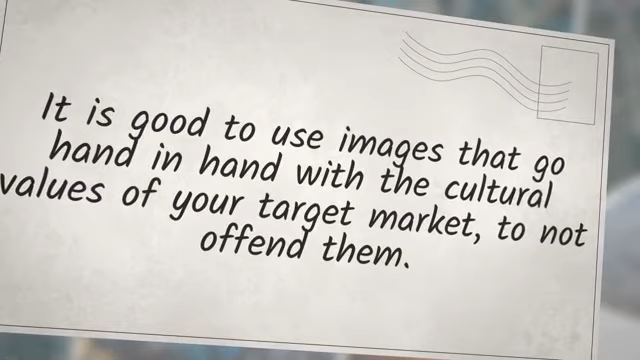 It is good to use images that go
hand in hand with the cultural
values of your target market, to not
offend them.